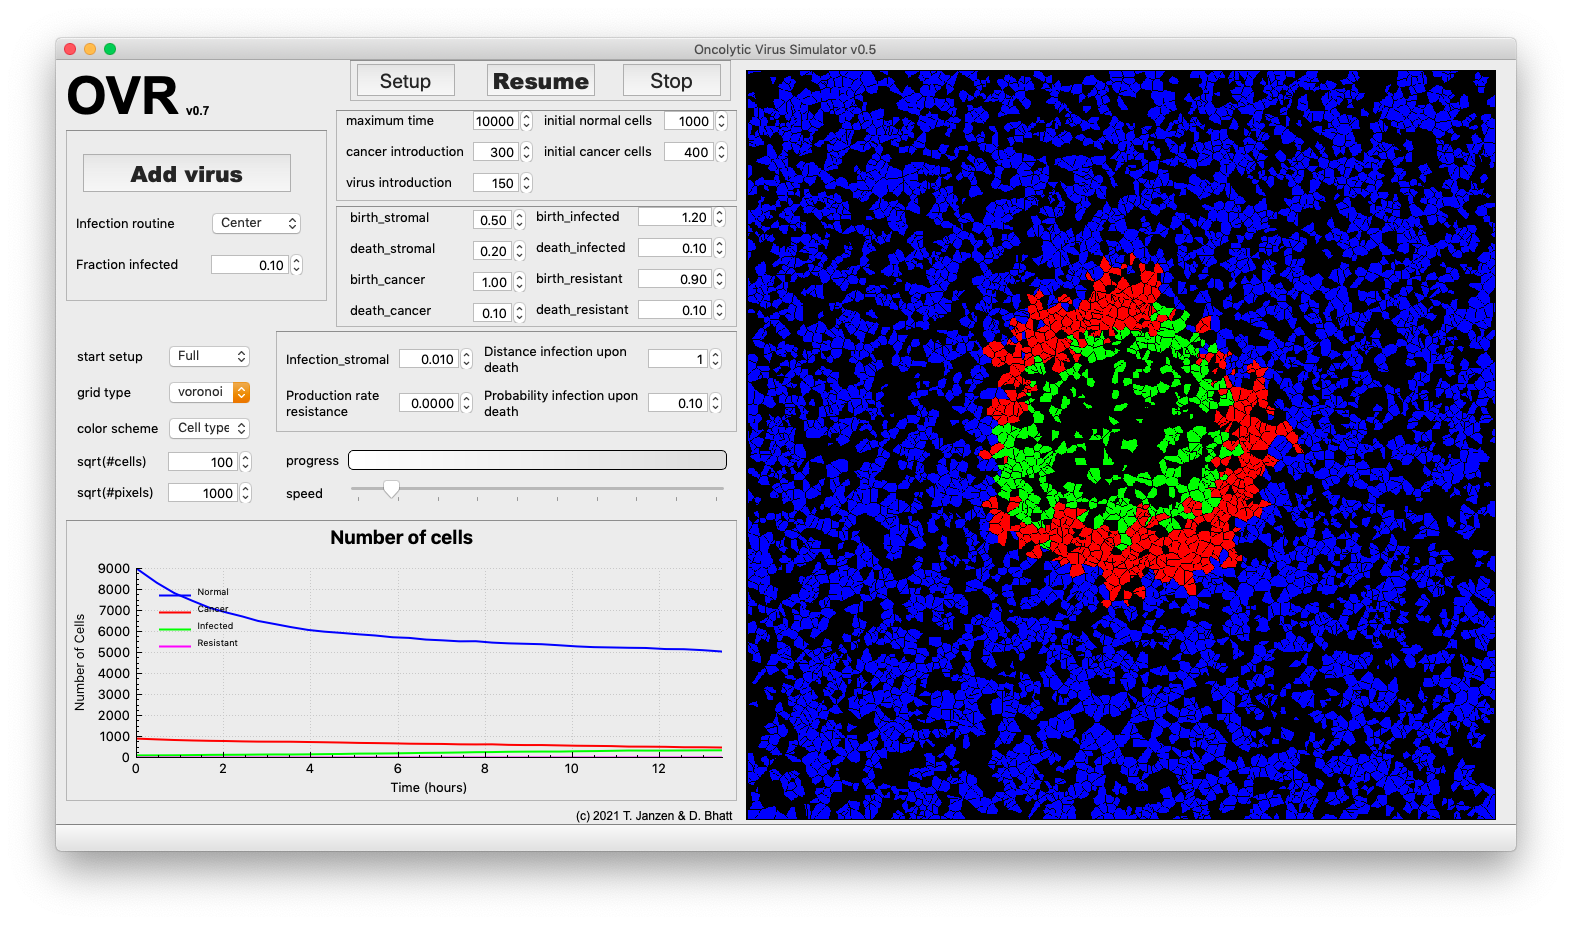 Oncolytic Virus Simulator v0.5
OVR v0.7
Setup Resume Stop
Add virus
Infection routine Center
Fraction infected 0.10
maximum time 10000 initial normal cells 1000
cancer introduction 300 initial cancer cells 400
virus introduction 150
birth_stromal 0.50 birth_infected 1.20
death_stromal 0.20 death_infected 0.10
birth_cancer 1.00 birth_resistant 0.90
death_cancer 0.10 death_resistant 0.10
start setup Full
grid type voronoi
color scheme Cell type
sqrt(#cells) 100
sqrt(#pixels) 1000
Infection_stromal 0.010 Distance infection upon
death 1
Production rate
resistance 0.0000 Probability infection upon
death 0.10
progress
speed
Number of cells
Number of Cells
9000
8000
7000
6000
5000
4000
3000
2000
1000
0
Normal
Cancer
Infected
Resistant
0 2 4 6 8 10 12
Time (hours)
(c) 2021 T. Janzen & D. Bhatt